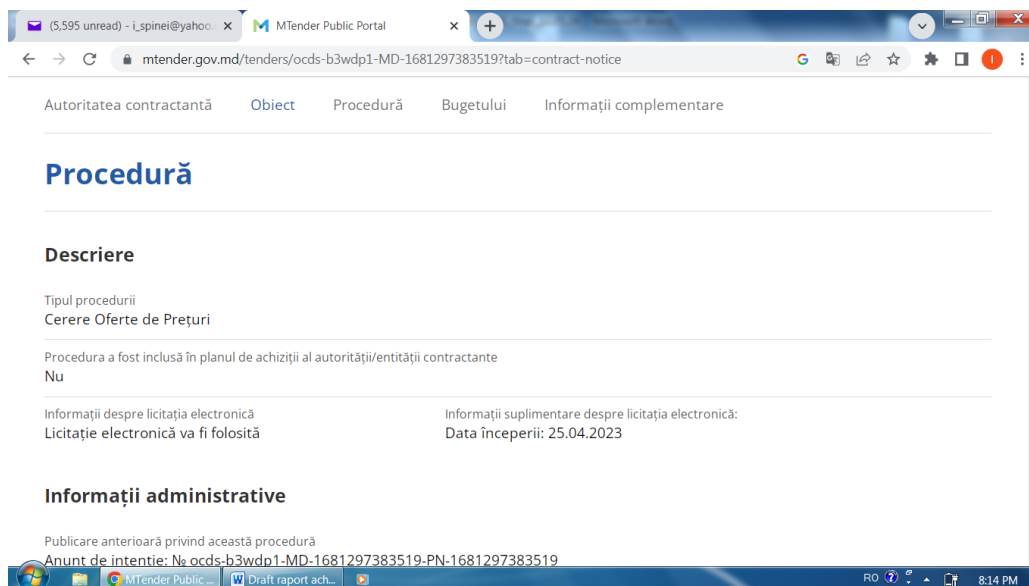 (5,595 unread) - i_spinei@yahoo.
MTender Public Portal
mtender.gov.md/tenders/ocds-b3wdp1-MD-1681297383519?tab=contract-notice
Autoritatea contractantă Obiect Procedură Bugetului Informații complementare
Procedură
Descriere
Tipul procedurii
Cerere Oferte de Prețuri
Procedura a fost inclusă în planul de achiziții al autorității/entității contractante
Nu
Informații despre licitația electronică
Licitație electronică va fi folosită
Informații suplimentare despre licitația electronică:
Data începerii: 25.04.2023
Informații administrative
Publicare anterioară privind această procedură
Anunț de intenție: № ocds-b3wdp1-MD-1681297383519-PN-1681297383519
MTender Public ... Draft raport ach... RO 8:14 PM